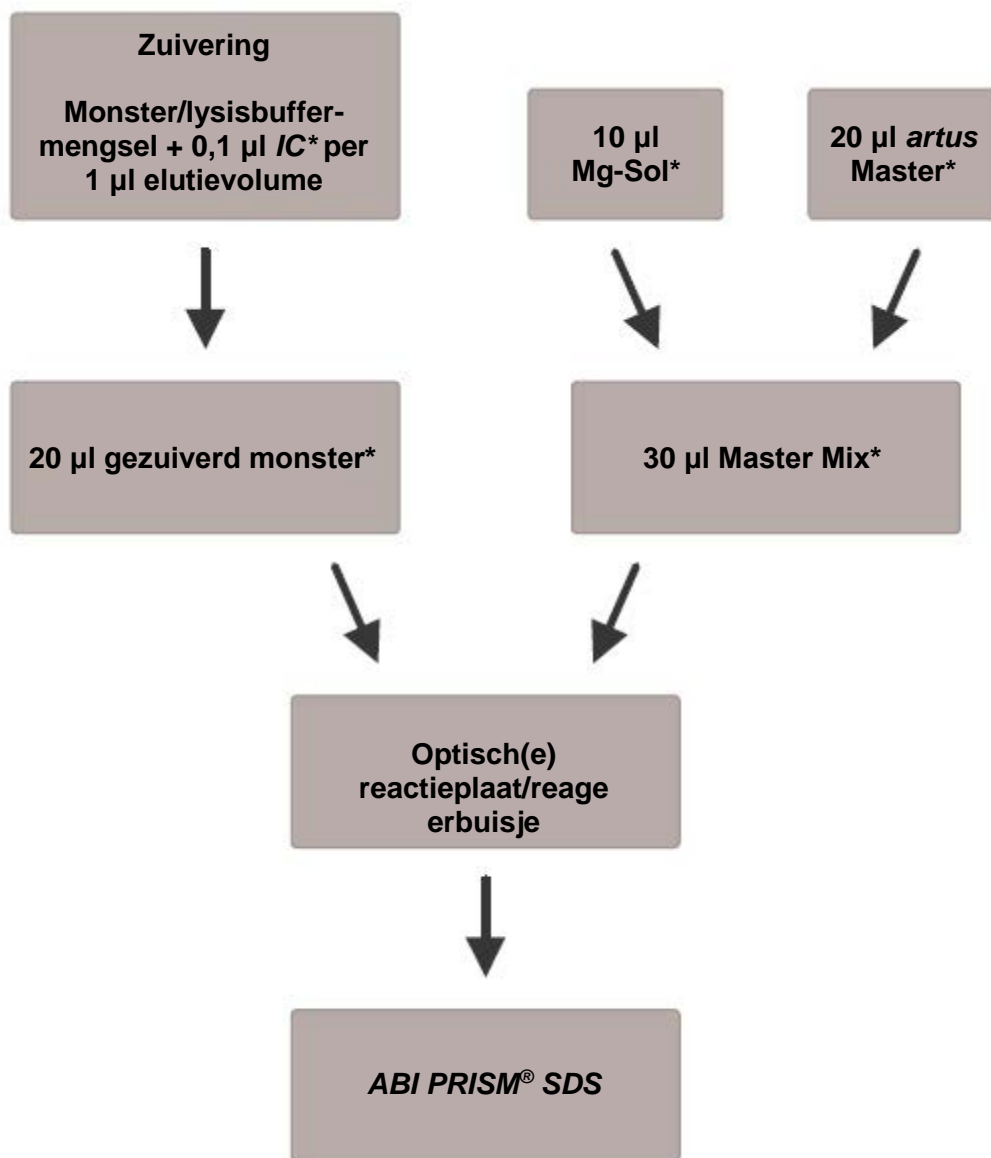 Zuivering
Monster/lysisbuffer-
mengsel + 0,1 µl IC* per
1 µl elutievolume
10 µl
Mg-Sol*
20 µl artus
Master*
20 µl gezuiverd monster*
30 µl Master Mix*
Optisch(e)
reactieplaat/reage
erbuisje
ABI PRISM® SDS